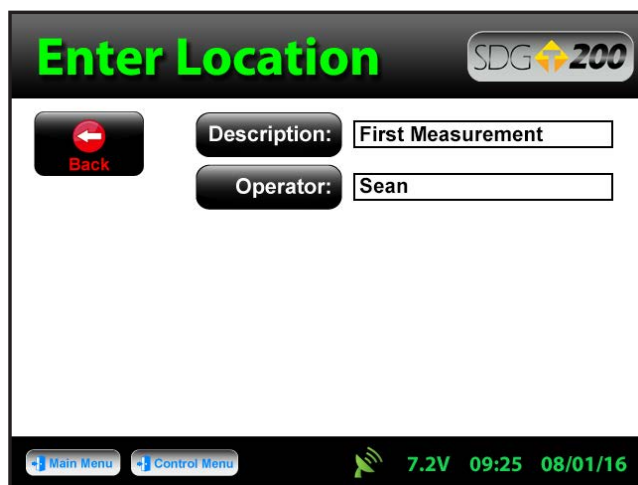 Enter Location
SDG 200
Back
Description: First Measurement
Operator: Sean
Main Menu Control Menu 7.2V 09:25 08/01/16